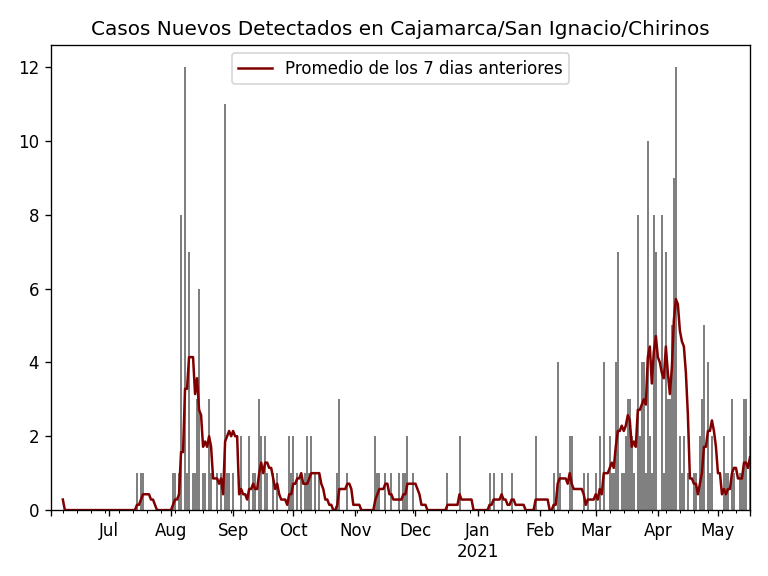 Casos Nuevos Detectados en Cajamarca/San Ignacio/Chirinos
Promedio de los 7 dias anteriores
12
10
8
6
4
2
0
Jul Aug Sep Oct Nov Dec Jan Feb Mar Apr May
2021